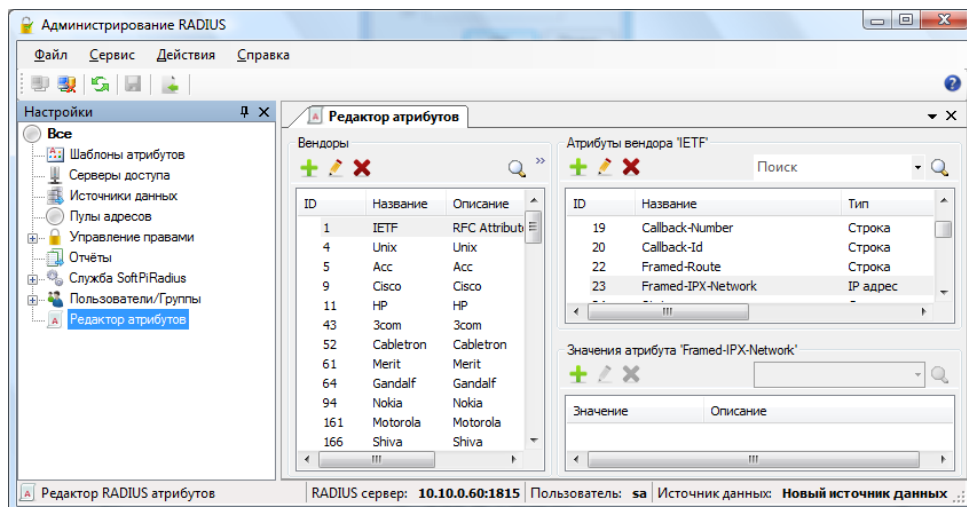 Администрирование RADIUS
Файл Сервис Действия Справка
Настройки
Все
Шаблоны атрибутов
Серверы доступа
Источники данных
Пулы адресов
Управление правами
Отчёты
Служба SoftPiRadius
Пользователи/Группы
Редактор атрибутов
Редактор атрибутов
Вендоры
ID Название Описание
1 IETF RFC Attribut
4 Unix Unix
5 Acc Acc
9 Cisco Cisco
11 HP HP
43 3com 3com
52 Cabletron Cabletron
61 Merit Merit
64 Gandalf Gandalf
94 Nokia Nokia
161 Motorola Motorola
166 Shiva Shiva
Атрибуты вендора 'IETF'
Поиск
ID Название Тип
19 Callback-Number Строка
20 Callback-Id Строка
22 Framed-Route Строка
23 Framed-IPX-Network IP адрес
Значения атрибута 'Framed-IPX-Network'
Значение Описание
Редактор RADIUS атрибутов RADIUS сервер: 10.10.0.60:1815 Пользователь: sa Источник данных: Новый источник данных